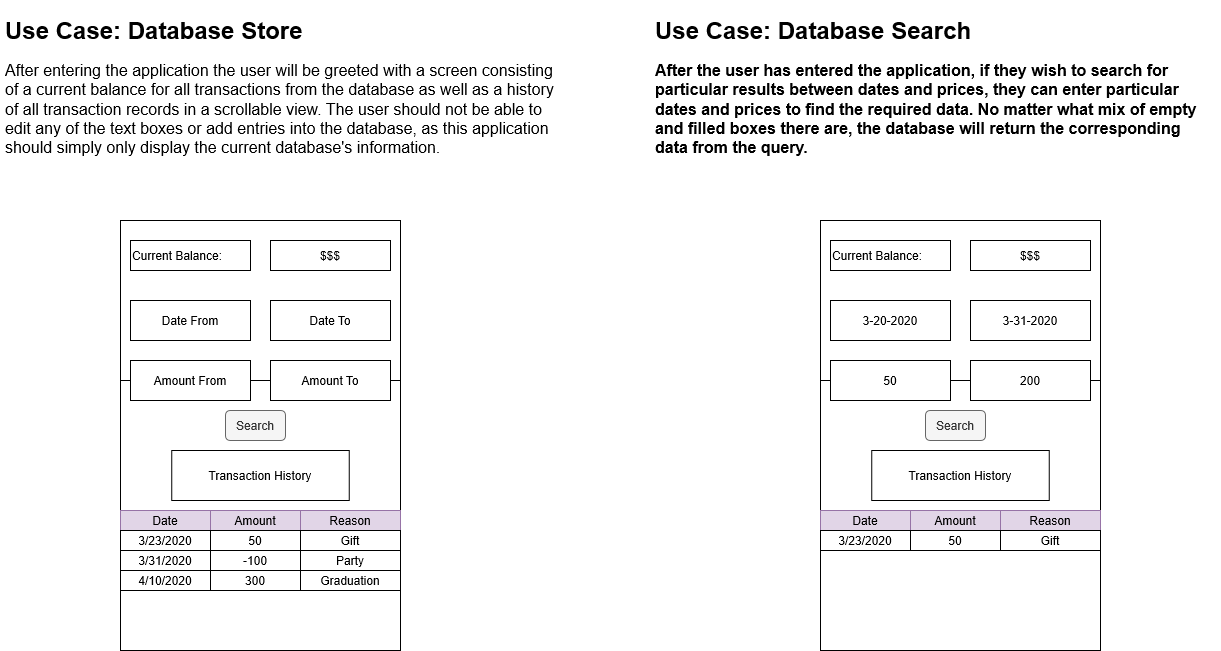 Use Case: Database Store
After entering the application the user will be greeted with a screen consisting
of a current balance for all transactions from the database as well as a history
of all transaction records in a scrollable view. The user should not be able to
edit any of the text boxes or add entries into the database, as this application
should simply only display the current database's information.
Current Balance: $$$
Date From Date To
Amount From Amount To
Search
Transaction History
Date Amount Reason
3/23/2020 50 Gift
3/31/2020 -100 Party
4/10/2020 300 Graduation
Use Case: Database Search
After the user has entered the application, if they wish to search for
particular results between dates and prices, they can enter particular
dates and prices to find the required data. No matter what mix of empty
and filled boxes there are, the database will return the corresponding
data from the query.
Current Balance: $$$
3-20-2020 3-31-2020
50 200
Search
Transaction History
Date Amount Reason
3/23/2020 50 Gift